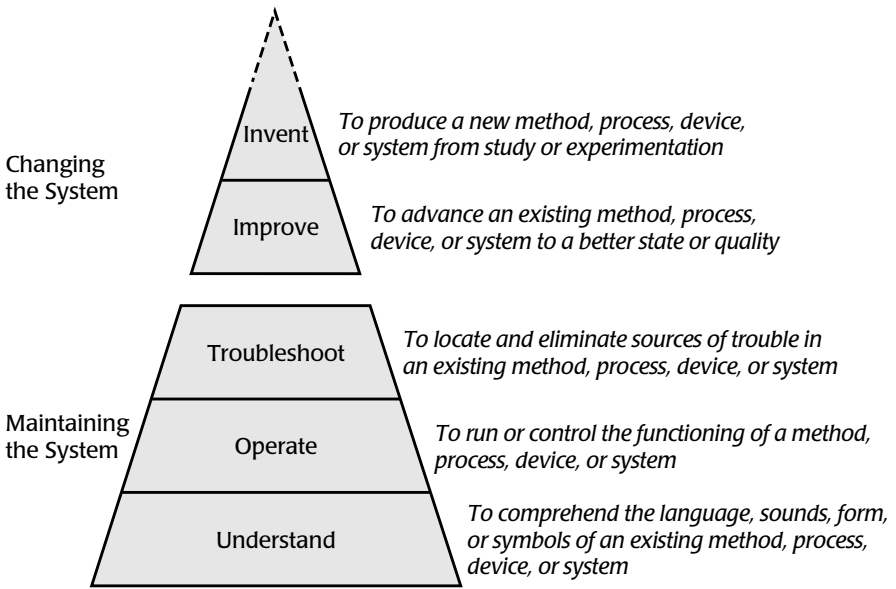 Invent
To produce a new method, process, device,
or system from study or experimentation
Changing
the System
Improve
To advance an existing method, process,
device, or system to a better state or quality
Troubleshoot
To locate and eliminate sources of trouble in
an existing method, process, device, or system
Maintaining
the System
Operate
To run or control the functioning of a method,
process, device, or system
Understand
To comprehend the language, sounds, form,
or symbols of an existing method, process,
device, or system